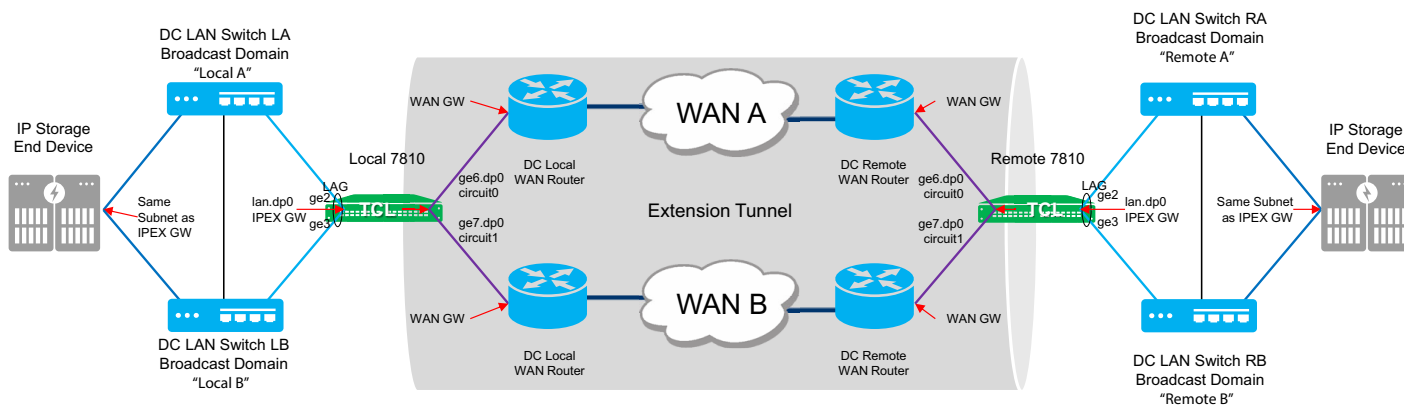 DC LAN Switch LA
Broadcast Domain
“Local A”
IP Storage
End Device
Same
Subnet as
IPEX GW
DC LAN Switch LB
Broadcast Domain
“Local B”
LAG
ge2
ge3
lan.dp0
IPEX GW
Local 7810
TCL
WAN GW
ge6.dp0
circuit0
ge7.dp0
circuit1
WAN GW
DC Local
WAN Router
DC Local
WAN Router
WAN A
Extension Tunnel
WAN B
DC Remote
WAN Router
DC Remote
WAN Router
WAN GW
ge6.dp0
circuit0
ge7.dp0
circuit1
WAN GW
Remote 7810
TCL
LAG
ge2
ge3
lan.dp0
IPEX GW
DC LAN Switch RA
Broadcast Domain
“Remote A”
Same Subnet
as IPEX GW
IP Storage
End Device
DC LAN Switch RB
Broadcast Domain
“Remote B”